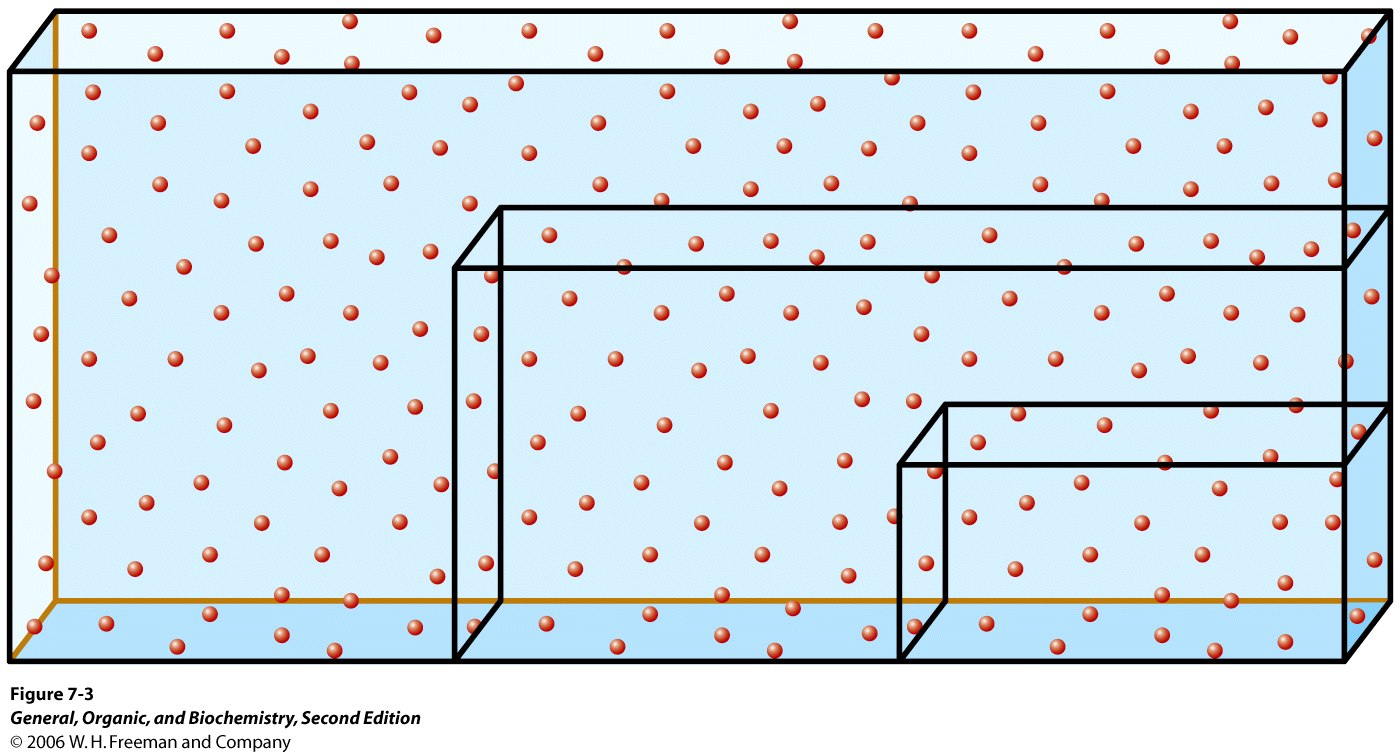 Figure 7-3
General, Organic, and Biochemistry, Second Edition
© 2006 W. H. Freeman and Company